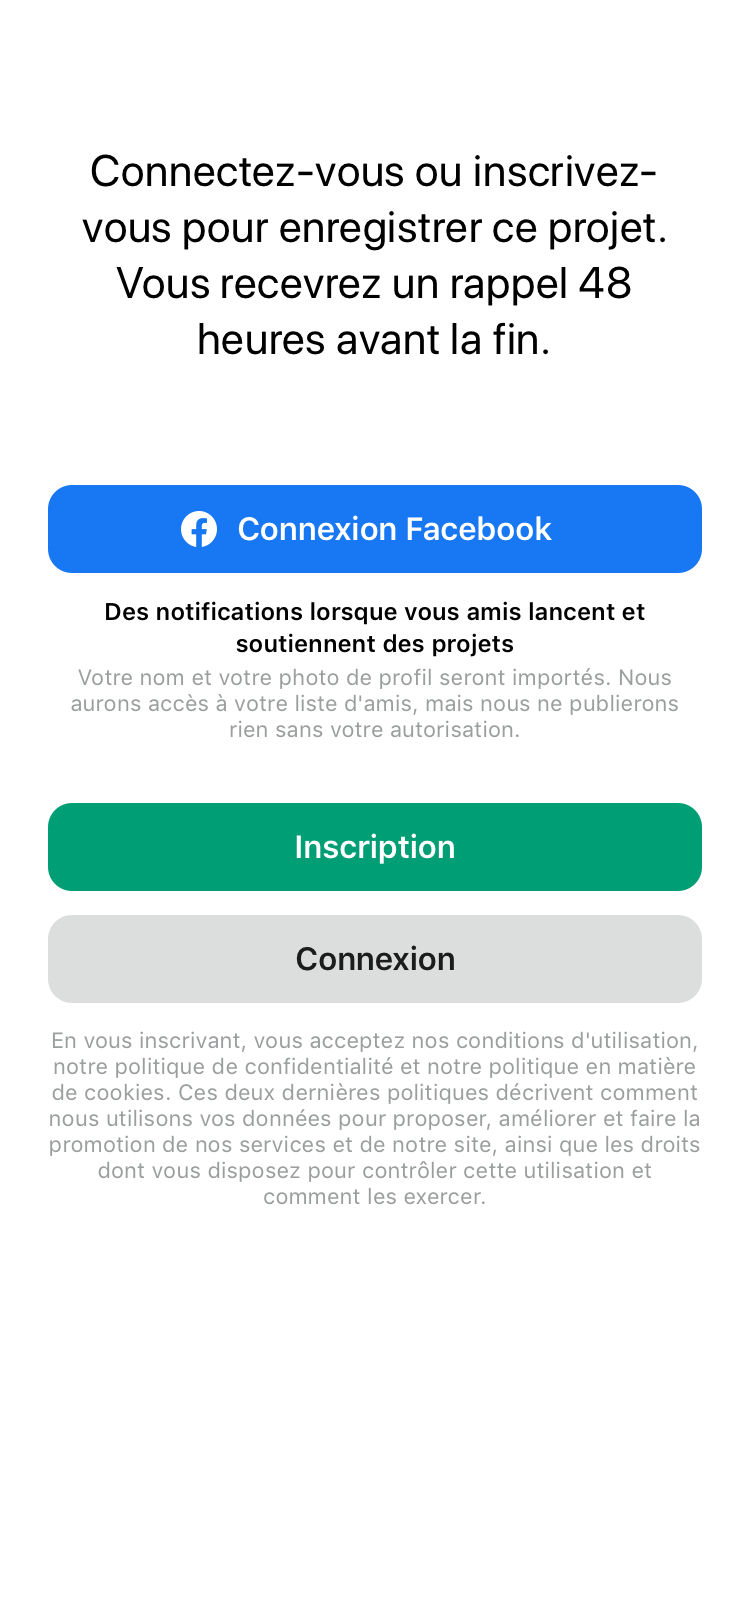 Connectez-vous ou inscrivez-
vous pour enregistrer ce projet.
Vous recevrez un rappel 48
heures avant la fin.
Connexion Facebook
Des notifications lorsque vous amis lancent et
soutiennent des projets
Votre nom et votre photo de profil seront importés. Nous
aurons accès à votre liste d'amis, mais nous ne publierons
rien sans votre autorisation.
Inscription
Connexion
En vous inscrivant, vous acceptez nos conditions d'utilisation,
notre politique de confidentialité et notre politique en matière
de cookies. Ces deux dernières politiques décrivent comment
nous utilisons vos données pour proposer, améliorer et faire la
promotion de nos services et de notre site, ainsi que les droits
dont vous disposez pour contrôler cette utilisation et
comment les exercer.